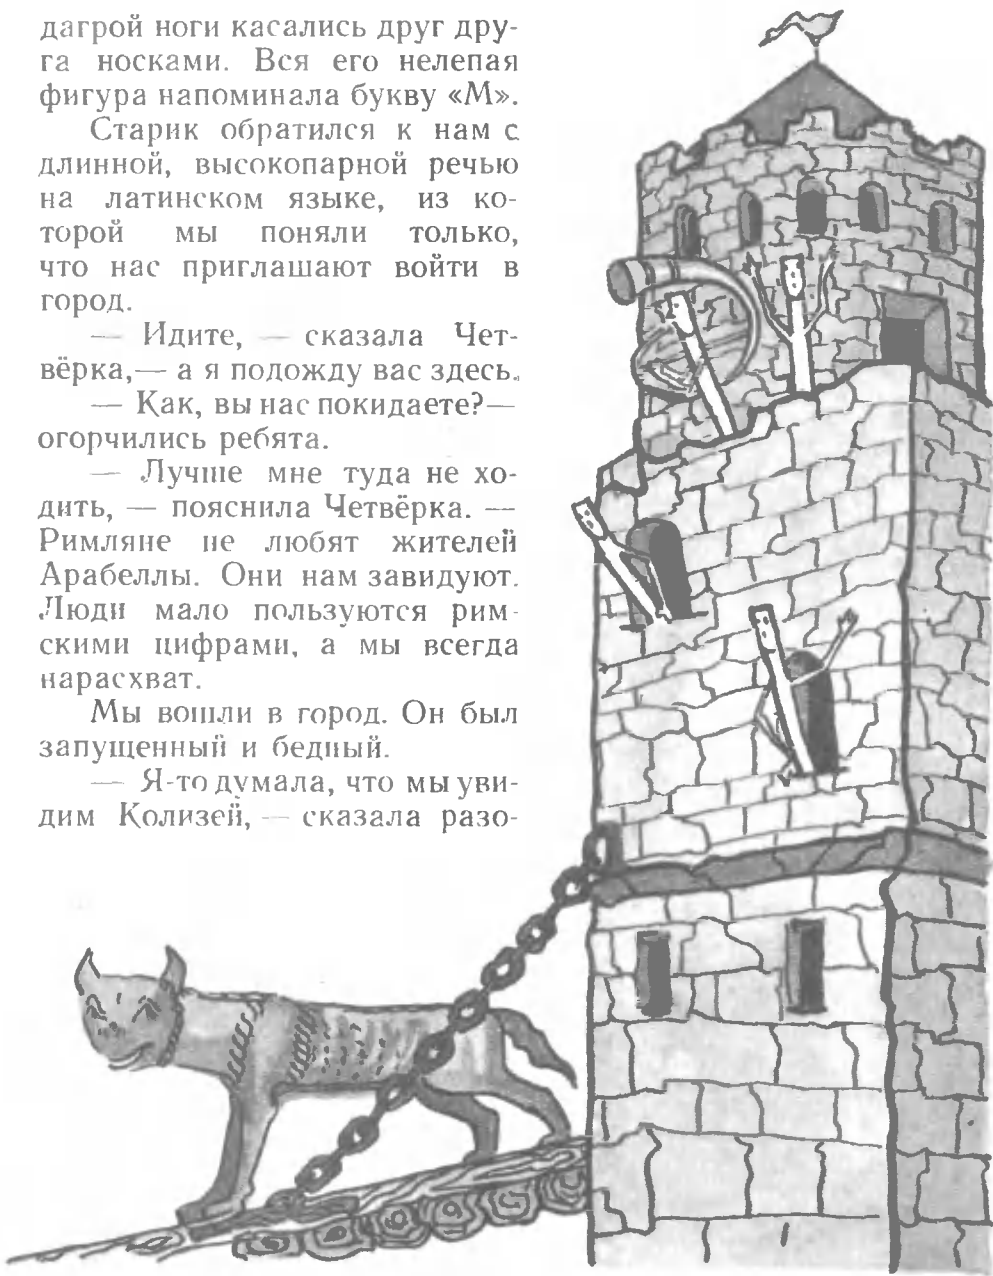 дагрой ноги касались друг дру-
га носками. Вся его нелепая
фигура напоминала букву «М».
Старик обратился к нам с
длинной, высокопарной речью
на латинском языке, из ко-
торой мы поняли только,
что нас приглашают войти в
город.
— Идите, — сказала Чет-
вёрка,— а я подожду вас здесь.
— Как, вы нас покидаете?—
огорчились ребята.
— Лучше мне туда не хо-
дить, — пояснила Четвёрка. —
Римляне не любят жителей
Арабеллы. Они нам завидуют.
Люди мало пользуются рим-
скими цифрами, а мы всегда
нарасхват.
Мы вошли в город. Он был
запущенный и бедный.
— Я-то думала, что мы уви-
дим Колизей, — сказала разо-